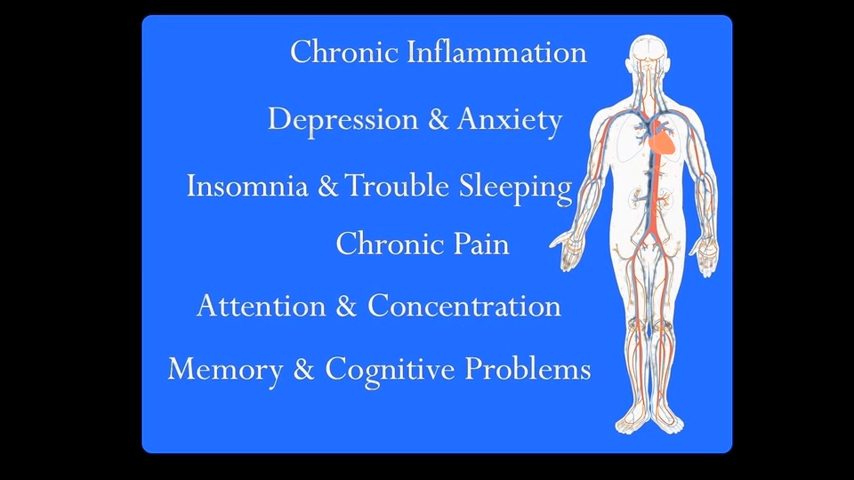 Chronic Inflammation
Depression & Anxiety
Insomnia & Trouble Sleeping
Chronic Pain
Attention & Concentration
Memory & Cognitive Problems